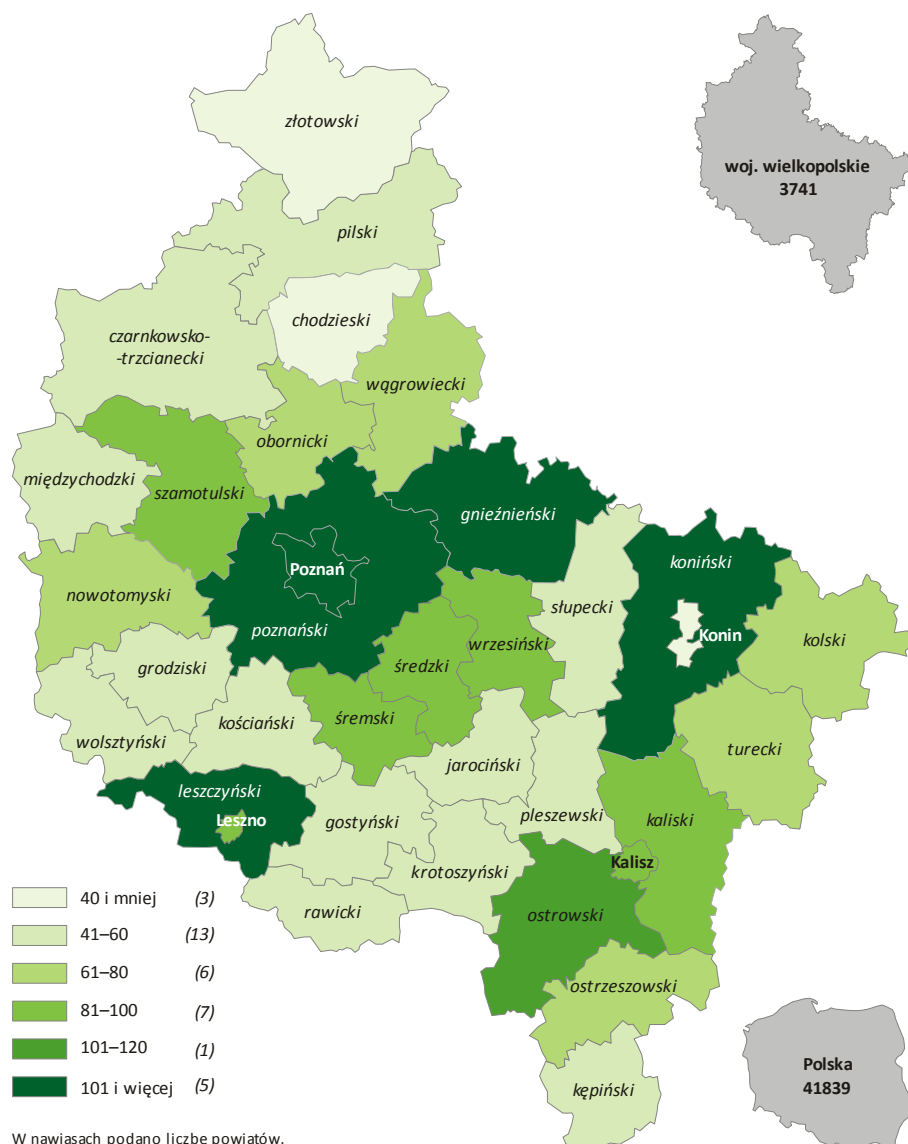 złotowski
woj. wielkopolskie
3741
pilski
chodzieski
czarnkowsko-
-trzcianecki
wągrowiecki
obornicki
międzychodzki
szamotulski
gnieźnieński
koniński
Poznań
nowotomyski
słupecki
poznański
wrzesiński
Konin
kolski
średzki
grodziski
kościański
śremski
wolsztyński
turecki
jarociński
leszczyński
Leszno
gostyński
pleszewski
kaliski
Kalisz
krotoszyński
rawicki
ostrowski
ostrzeszowski
kępiński
40 i mniej (3)
41–60 (13)
61–80 (6)
81–100 (7)
101–120 (1)
101 i więcej (5)
Polska
41839
W nawiasach podano liczbę powiatów.